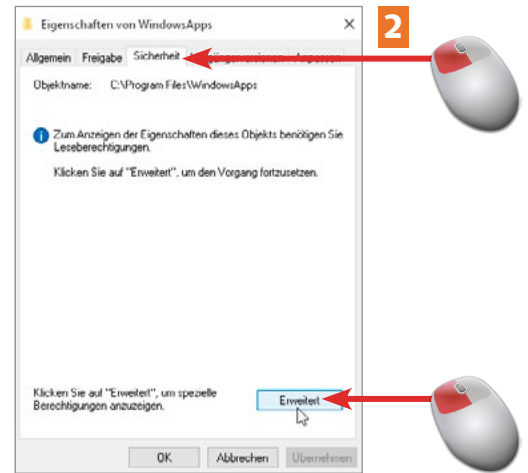 Eigenschaften von WindowsApps
2
Allgemein Freigabe Sicherheit
Objektname: C:\Program Files\WindowsApps
Zum Anzeigen der Eigenschaften dieses Objekts benötigen Sie
Leseberechtigungen.
Klicken Sie auf "Erweitert", um den Vorgang fortzusetzen.
Klicken Sie auf "Erweitert", um spezielle
Berechtigungen anzuzeigen.
Erweitert
OK Abbrechen Übernehmen